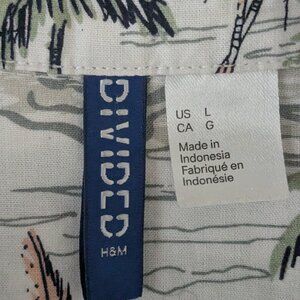 DIVIDED
H&M
US L
CA G
Made in
Indonesia
Fabriqué en
Indonésie